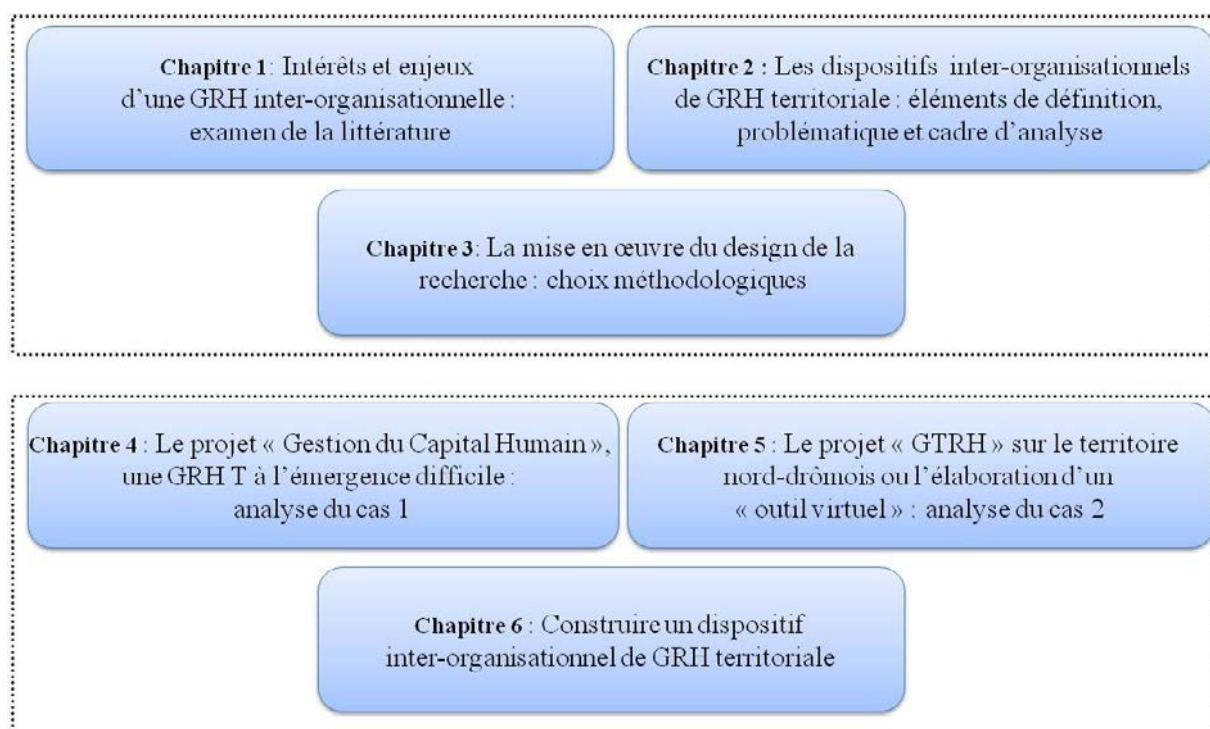 Chapitre 1: Intérêts et enjeux
d’une GRH inter-organisationnelle :
examen de la littérature
Chapitre 2 : Les dispositifs inter-organisationnels
de GRH territoriale : éléments de définition,
problématique et cadre d’analyse
Chapitre 3: La mise en œuvre du design de la
recherche : choix méthodologiques
Chapitre 4 : Le projet « Gestion du Capital Humain »,
une GRH T à l’émergence difficile :
analyse du cas 1
Chapitre 5 : Le projet « GTRH » sur le territoire
nord-drômois ou l’élaboration d’un
« outil virtuel » : analyse du cas 2
Chapitre 6 : Construire un dispositif
inter-organisationnel de GRH territoriale